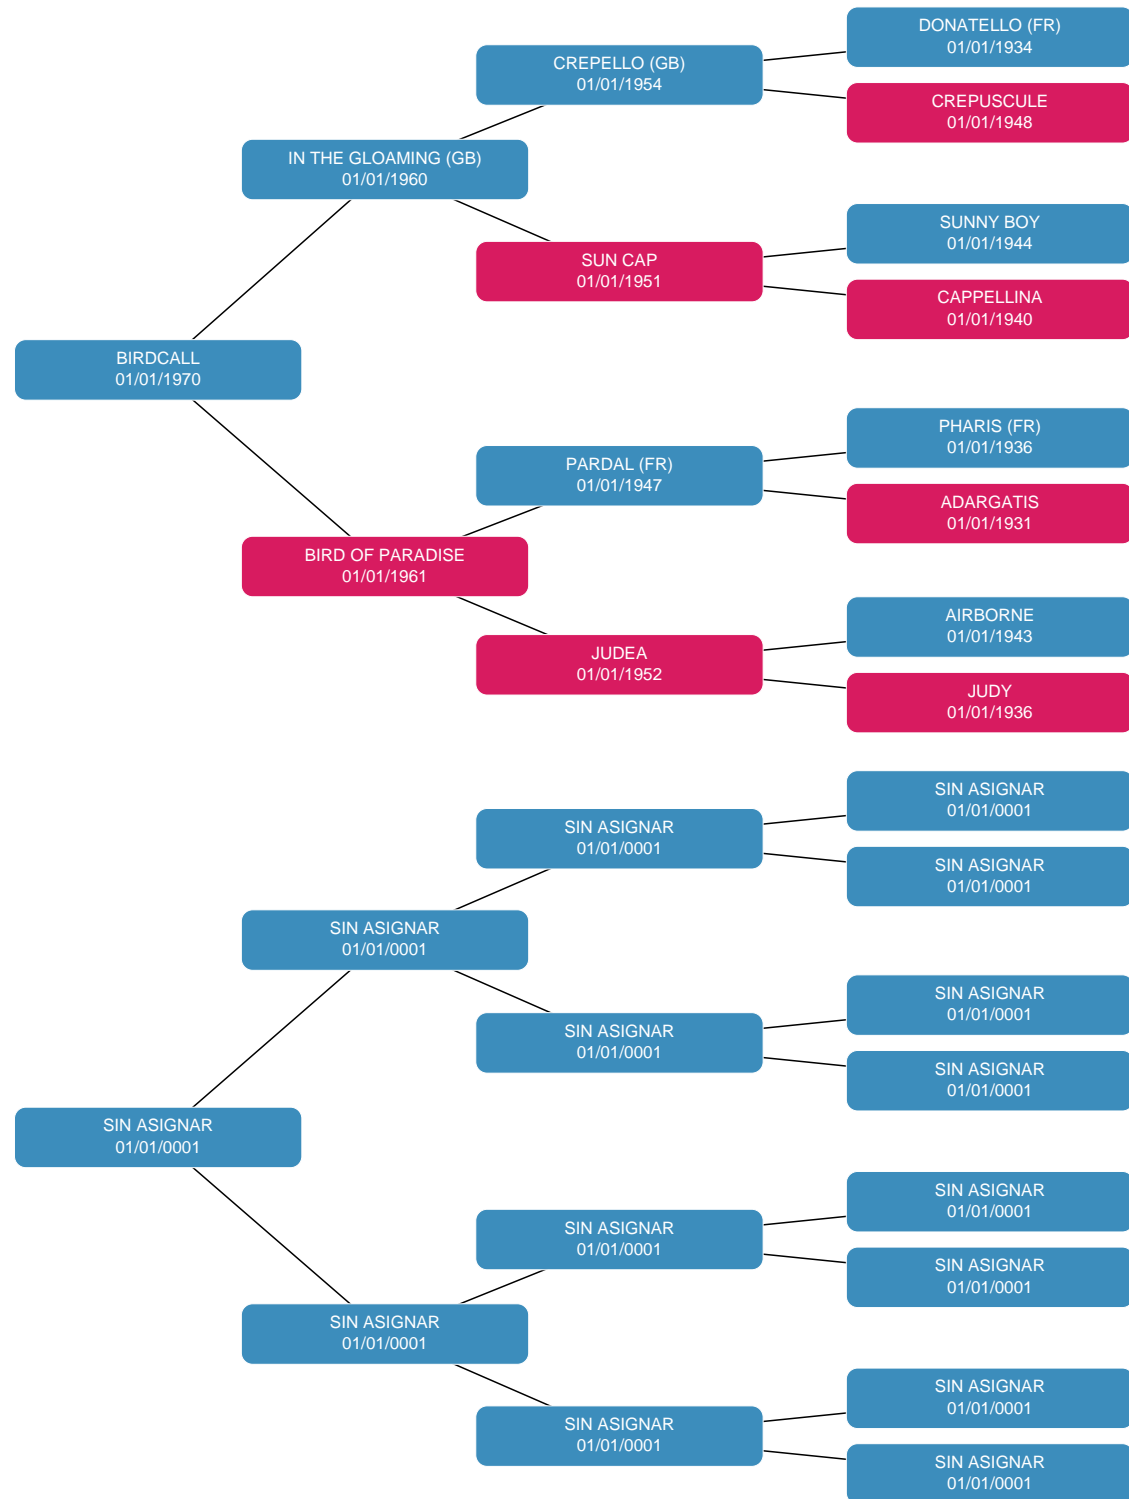 DONATELLO (FR)
01/01/1934
CREPELLO (GB)
01/01/1954
CREPUSCULE
01/01/1948
IN THE GLOAMING (GB)
01/01/1960
SUNNY BOY
01/01/1944
SUN CAP
01/01/1951
CAPPELLINA
01/01/1940
BIRDCALL
01/01/1970
PHARIS (FR)
01/01/1936
PARDAL (FR)
01/01/1947
ADARGATIS
01/01/1931
BIRD OF PARADISE
01/01/1961
AIRBORNE
01/01/1943
JUDEA
01/01/1952
JUDY
01/01/1936
SIN ASIGNAR
01/01/0001
SIN ASIGNAR
01/01/0001
SIN ASIGNAR
01/01/0001
SIN ASIGNAR
01/01/0001
SIN ASIGNAR
01/01/0001
SIN ASIGNAR
01/01/0001
SIN ASIGNAR
01/01/0001
SIN ASIGNAR
01/01/0001
SIN ASIGNAR
01/01/0001
SIN ASIGNAR
01/01/0001
SIN ASIGNAR
01/01/0001
SIN ASIGNAR
01/01/0001
SIN ASIGNAR
01/01/0001
SIN ASIGNAR
01/01/0001
SIN ASIGNAR
01/01/0001